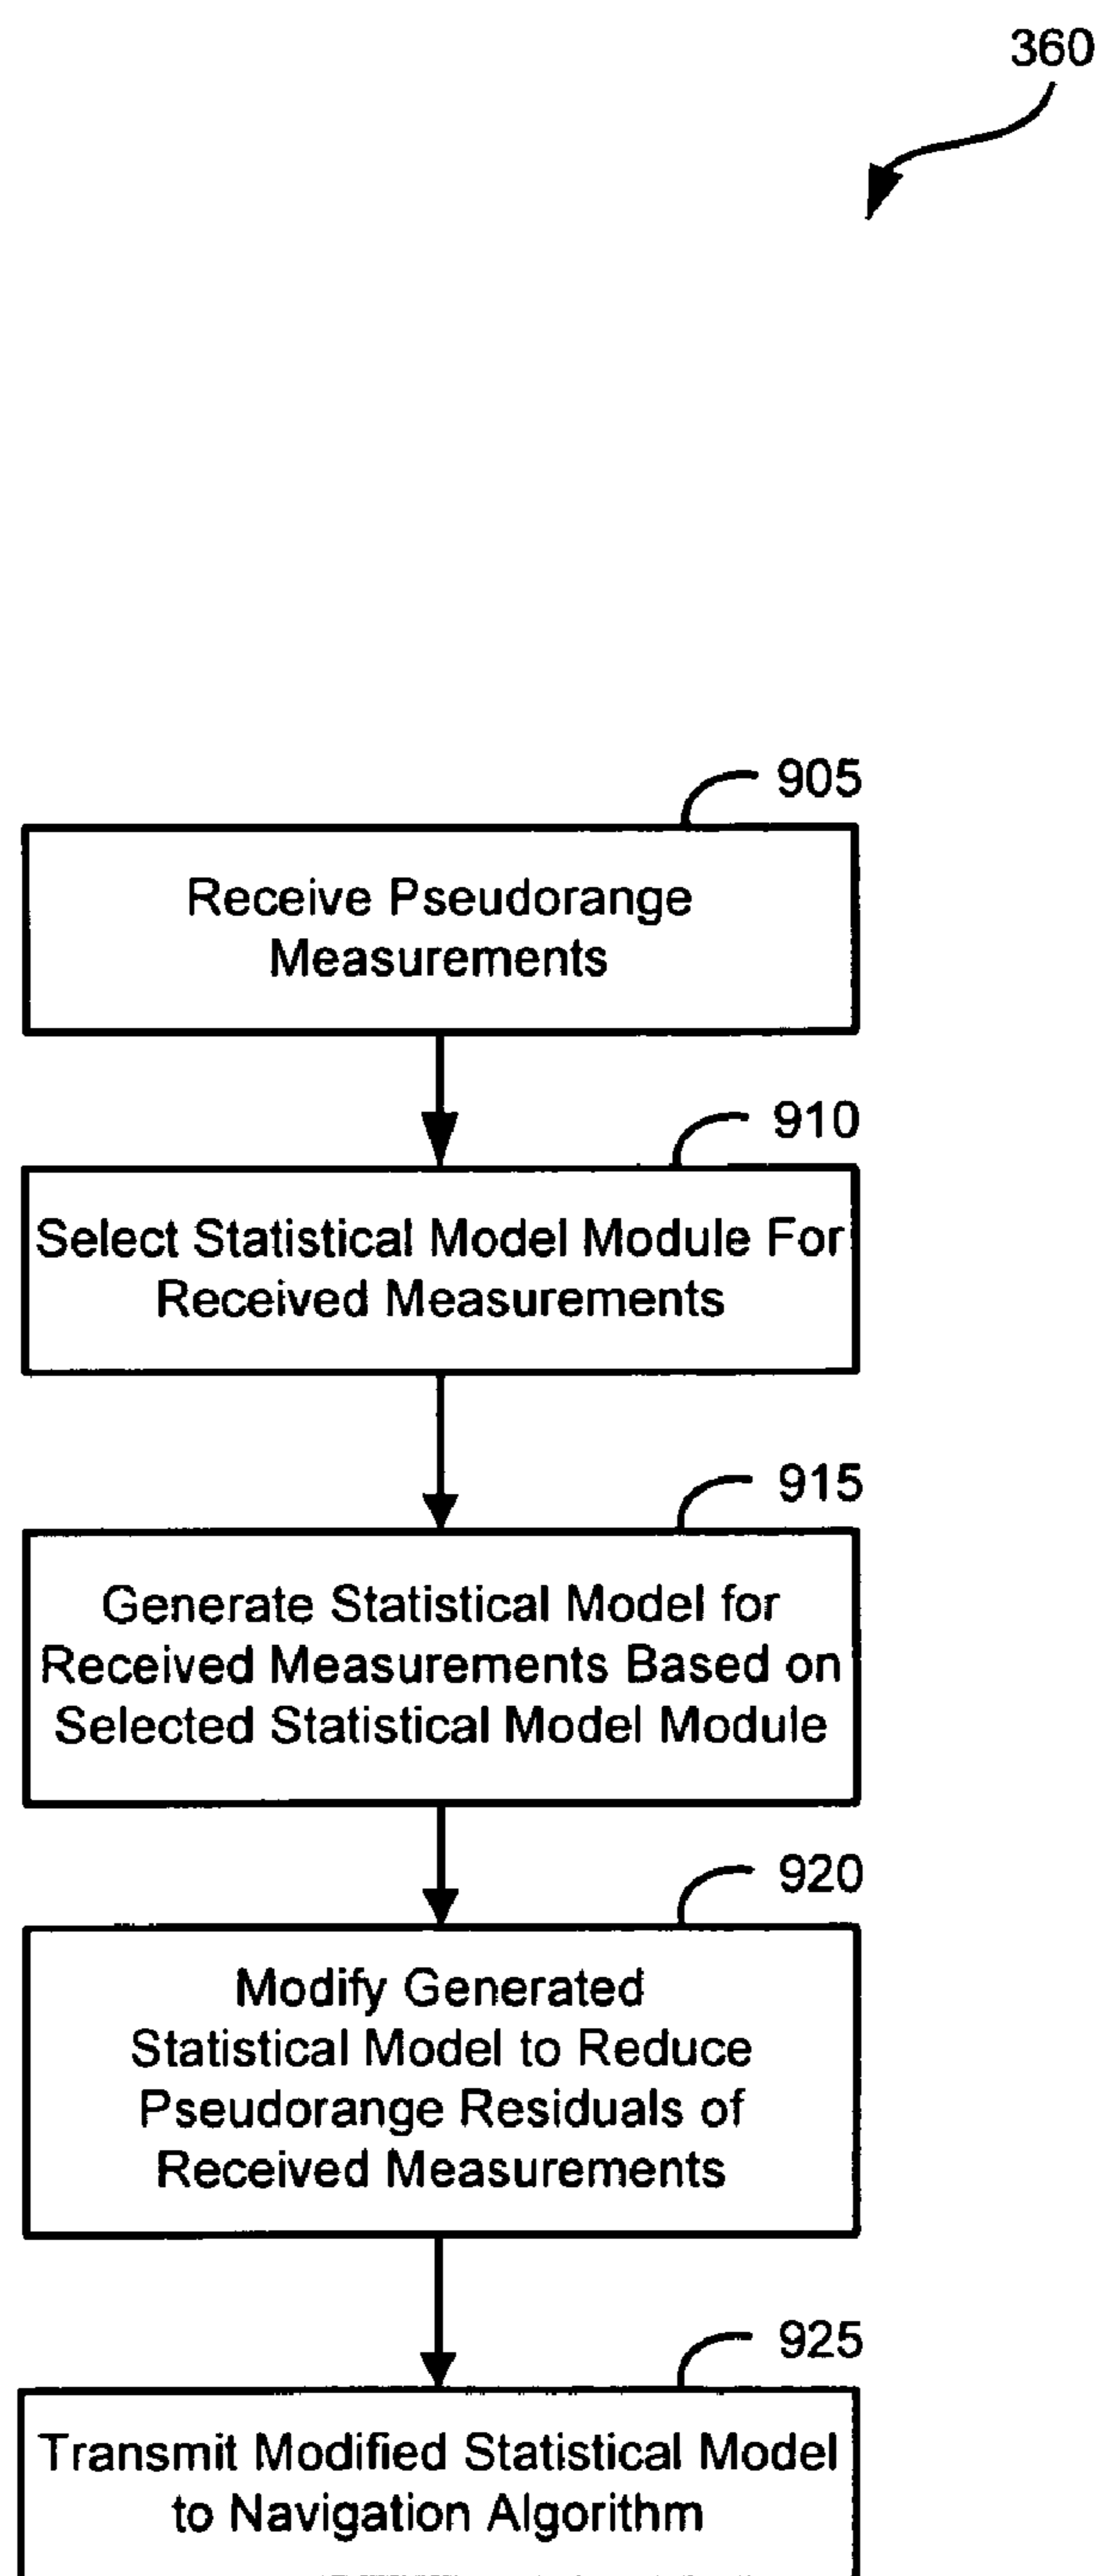 360
905
Receive Pseudorange
Measurements
910
Select Statistical Model Module For
Received Measurements
915
Generate Statistical Model for
Received Measurements Based on
Selected Statistical Model Module
920
Modify Generated
Statistical Model to Reduce
Pseudorange Residuals of
Received Measurements
925
Transmit Modified Statistical Model
to Navigation Algorithm